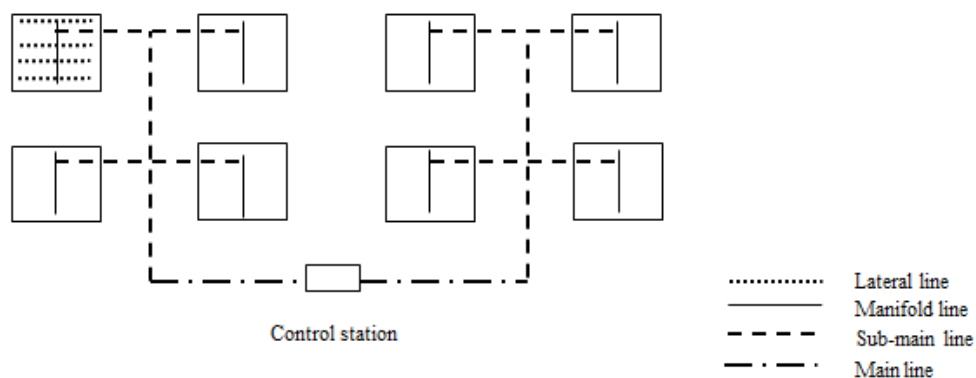 Control station
Lateral line
Manifold line
Sub-main line
Main line